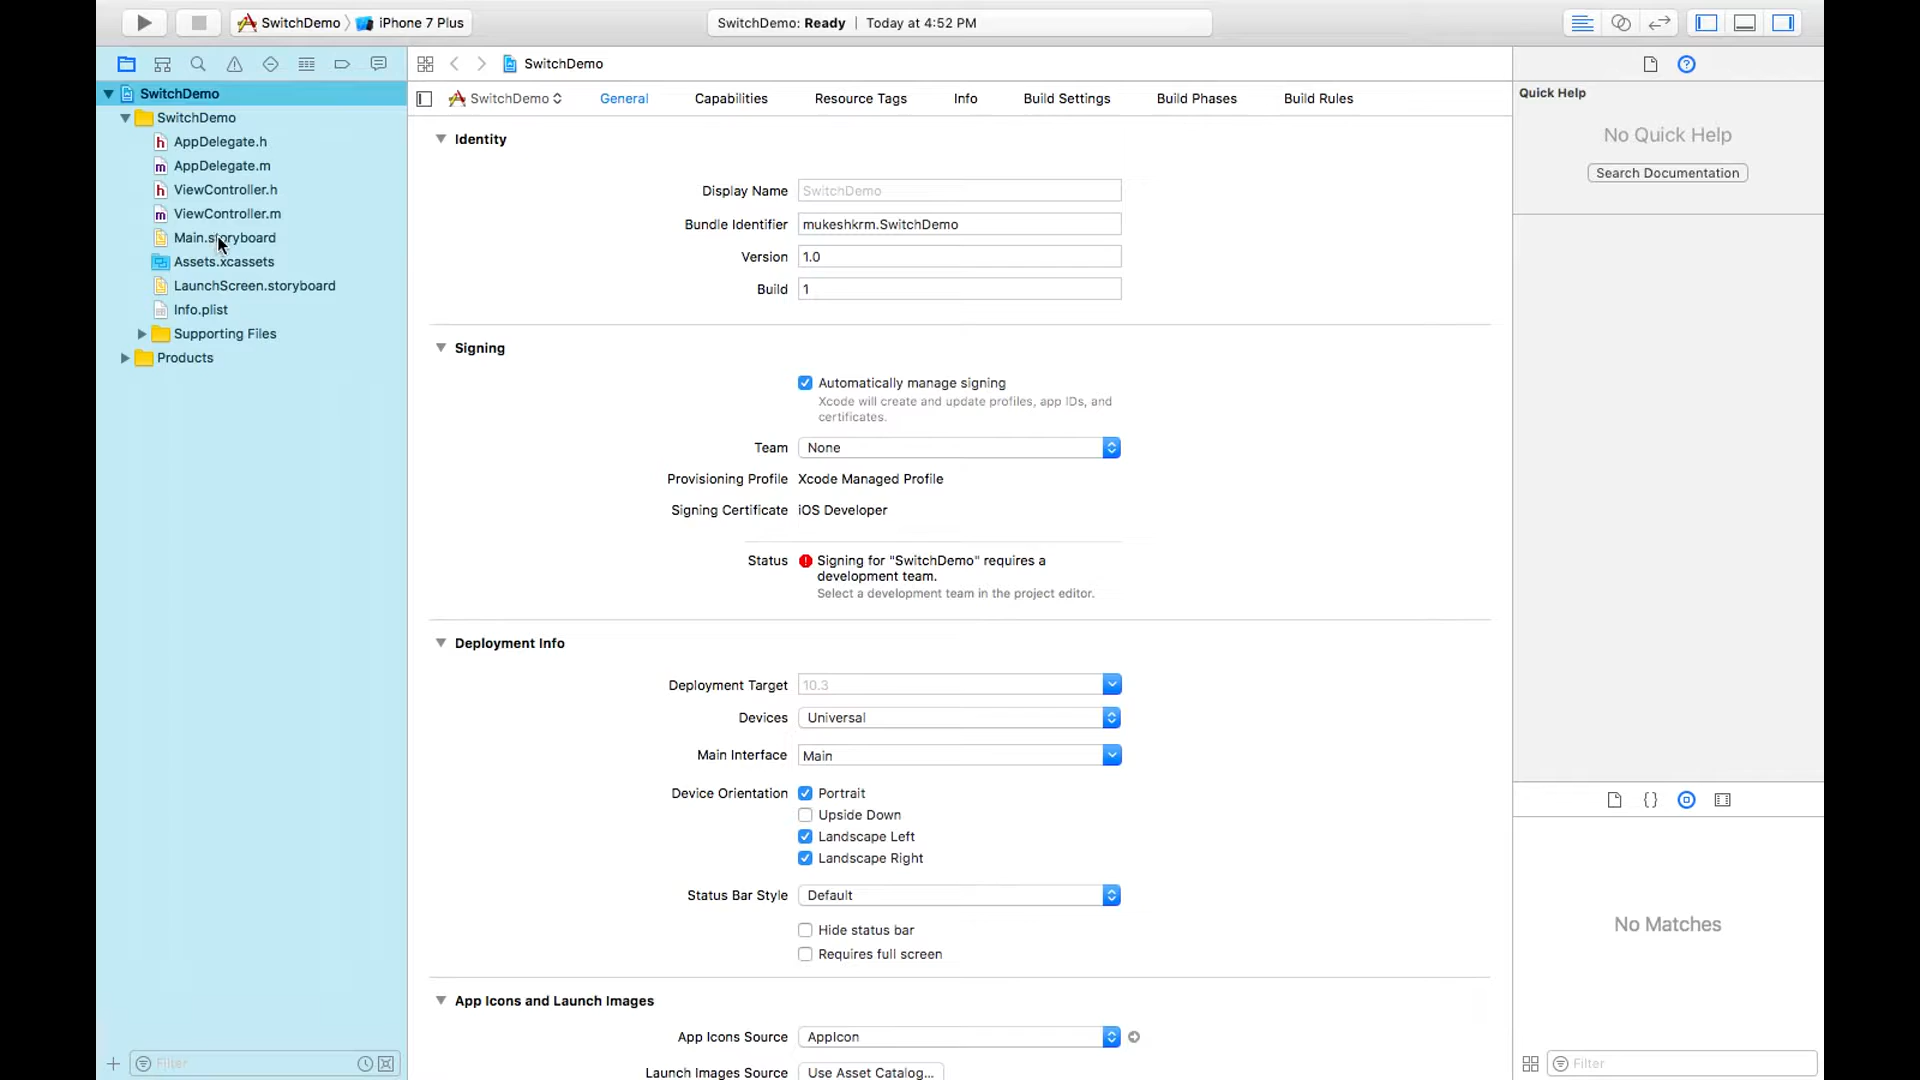 SwitchDemo
iPhone 7 Plus
SwitchDemo: Ready | Today at 4:52 PM
SwitchDemo
SwitchDemo
AppDelegate.h
AppDelegate.m
ViewController.h
ViewController.m
Main.storyboard
Assets.xcassets
LaunchScreen.storyboard
Info.plist
Supporting Files
Products
Filter
SwitchDemo
SwitchDemo
General
Capabilities
Resource Tags
Info
Build Settings
Build Phases
Build Rules
Identity
Display Name SwitchDemo
Bundle Identifier mukeshkrm.SwitchDemo
Version 1.0
Build 1
Signing
Automatically manage signing
Xcode will create and update profiles, app IDs, and
certificates.
Team None
Provisioning Profile Xcode Managed Profile
Signing Certificate iOS Developer
Status Signing for "SwitchDemo" requires a
development team.
Select a development team in the project editor.
Deployment Info
Deployment Target 10.3
Devices Universal
Main Interface Main
Device Orientation Portrait
Upside Down
Landscape Left
Landscape Right
Status Bar Style Default
Hide status bar
Requires full screen
App Icons and Launch Images
App Icons Source AppIcon
Launch Images Source Use Asset Catalog...
Quick Help
No Quick Help
Search Documentation
No Matches
Filter